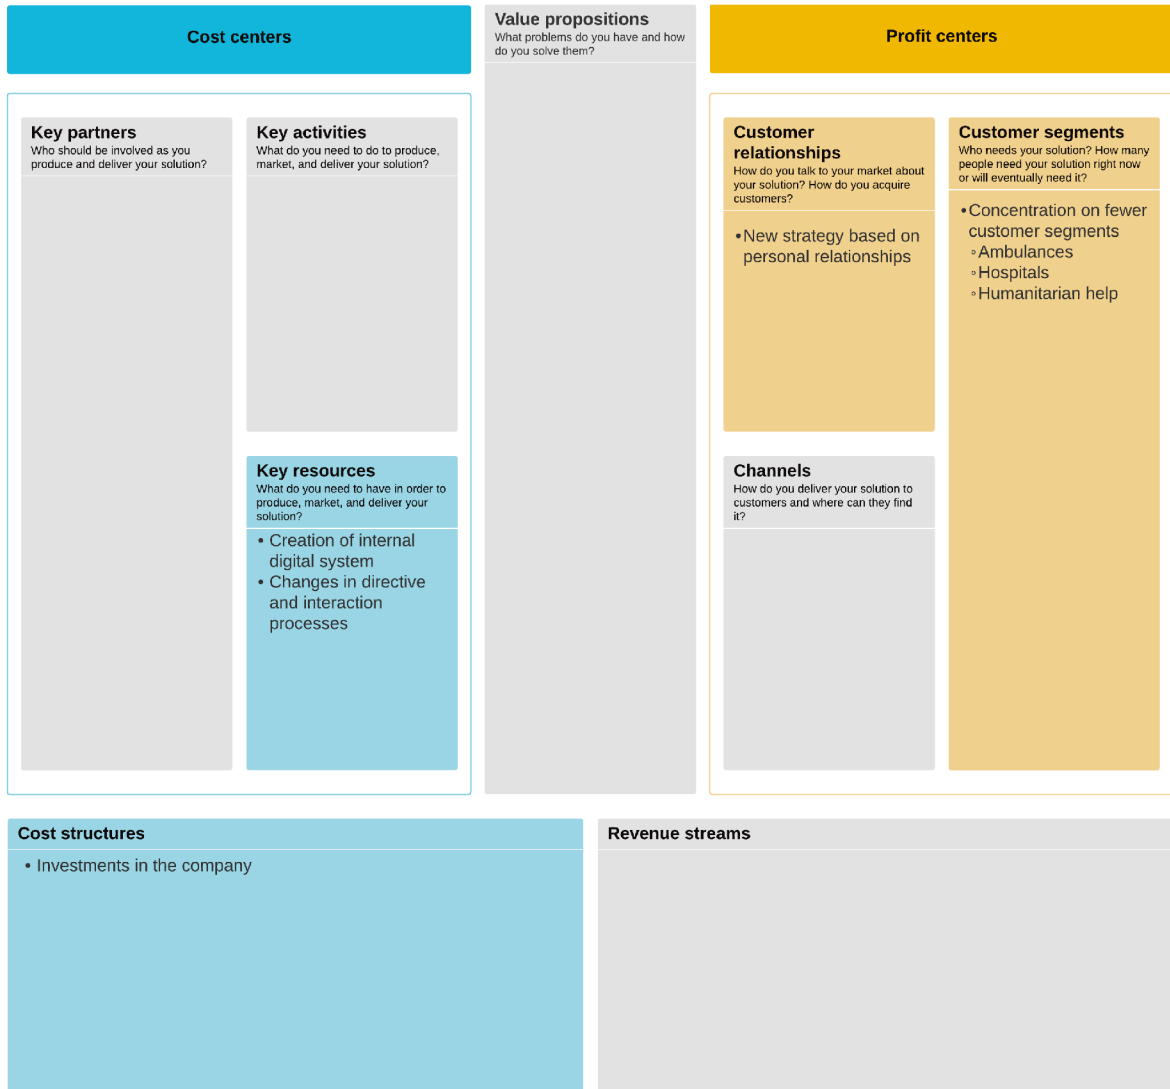 Cost centers
Value propositions
What problems do you have and how
do you solve them?
Profit centers
Key partners
Who should be involved as you
produce and deliver your solution?
Key activities
What do you need to do to produce,
market, and deliver your solution?
Key resources
What do you need to have in order to
produce, market, and deliver your
solution?
• Creation of internal
digital system
• Changes in directive
and interaction
processes
Customer
relationships
How do you talk to your market about
your solution? How do you acquire
customers?
•New strategy based on
personal relationships
Channels
How do you deliver your solution to
customers and where can they find
it?
Customer segments
Who needs your solution? How many
people need your solution right now
or will eventually need it?
•Concentration on fewer
customer segments
◦Ambulances
◦Hospitals
◦Humanitarian help
Cost structures
• Investments in the company
Revenue streams